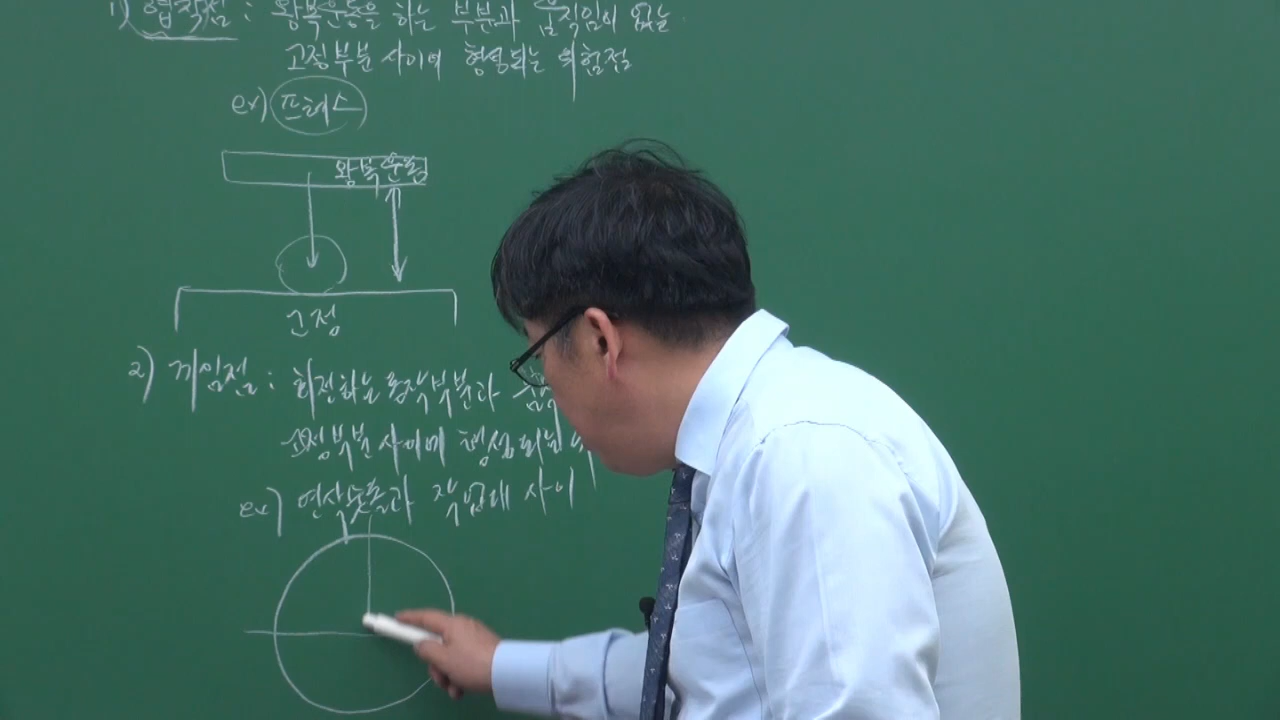 1) 협착점 : 왕복운동을 하는 부분과 움직임이 없는
고정부분 사이에 형성되는 위험점
ex) 프레스
왕복운동
고정
2) 끼임점 : 회전하는 동작부분과
고정부분 사이에 형성되는
ex) 연삭숫돌과 작업대 사이